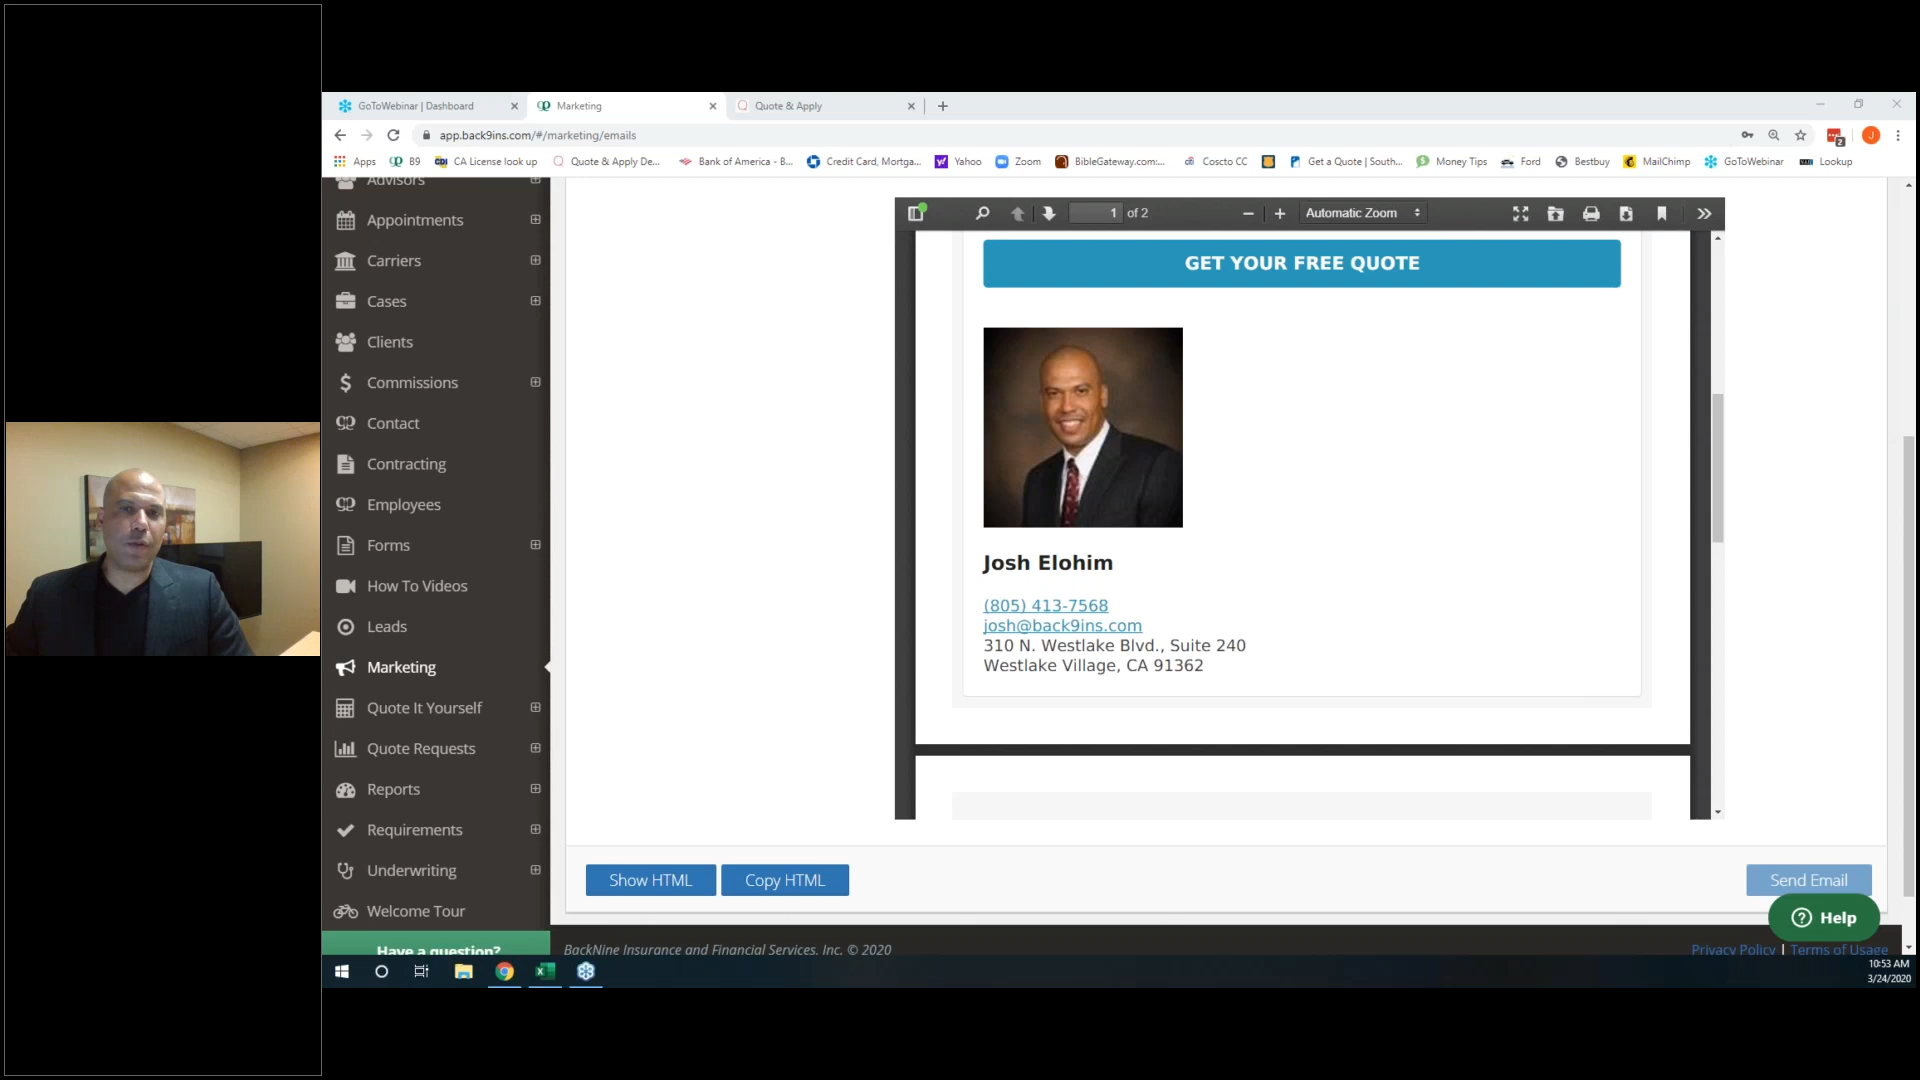 GoToWebinar | Dashboard
Marketing
Quote & Apply
app.back9ins.com/#/marketing/emails
Apps
B9
CA License look up
Quote & Apply De...
Bank of America - B...
Credit Card, Mortga...
Yahoo
Zoom
BibleGateway.com:...
Coscto CC
Get a Quote | South...
Money Tips
Ford
Bestbuy
MailChimp
GoToWebinar
Lookup
Advisors
Appointments
Carriers
Cases
Clients
Commissions
Contact
Contracting
Employees
Forms
How To Videos
Leads
Marketing
Quote It Yourself
Quote Requests
Reports
Requirements
Underwriting
Welcome Tour
Have a question?
1 of 2
Automatic Zoom
GET YOUR FREE QUOTE
Josh Elohim
(805) 413-7568
josh@back9ins.com
310 N. Westlake Blvd., Suite 240
Westlake Village, CA 91362
Show HTML
Copy HTML
Send Email
Help
BackNine Insurance and Financial Services, Inc. © 2020
Privacy Policy | Terms of Usage
10:53 AM
3/24/2020